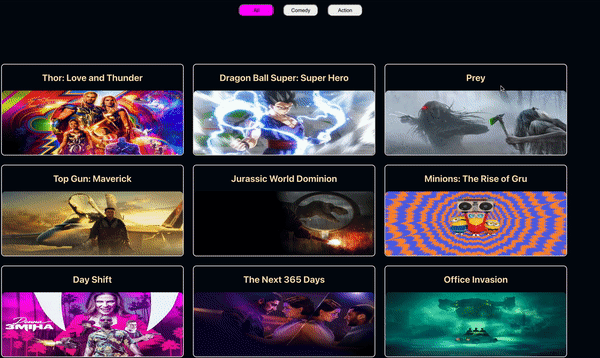 All
Comedy
Action
Thor: Love and Thunder
Dragon Ball Super: Super Hero
Prey
Top Gun: Maverick
Jurassic World Dominion
Minions: The Rise of Gru
Day Shift
The Next 365 Days
Office Invasion
ЗМІНА